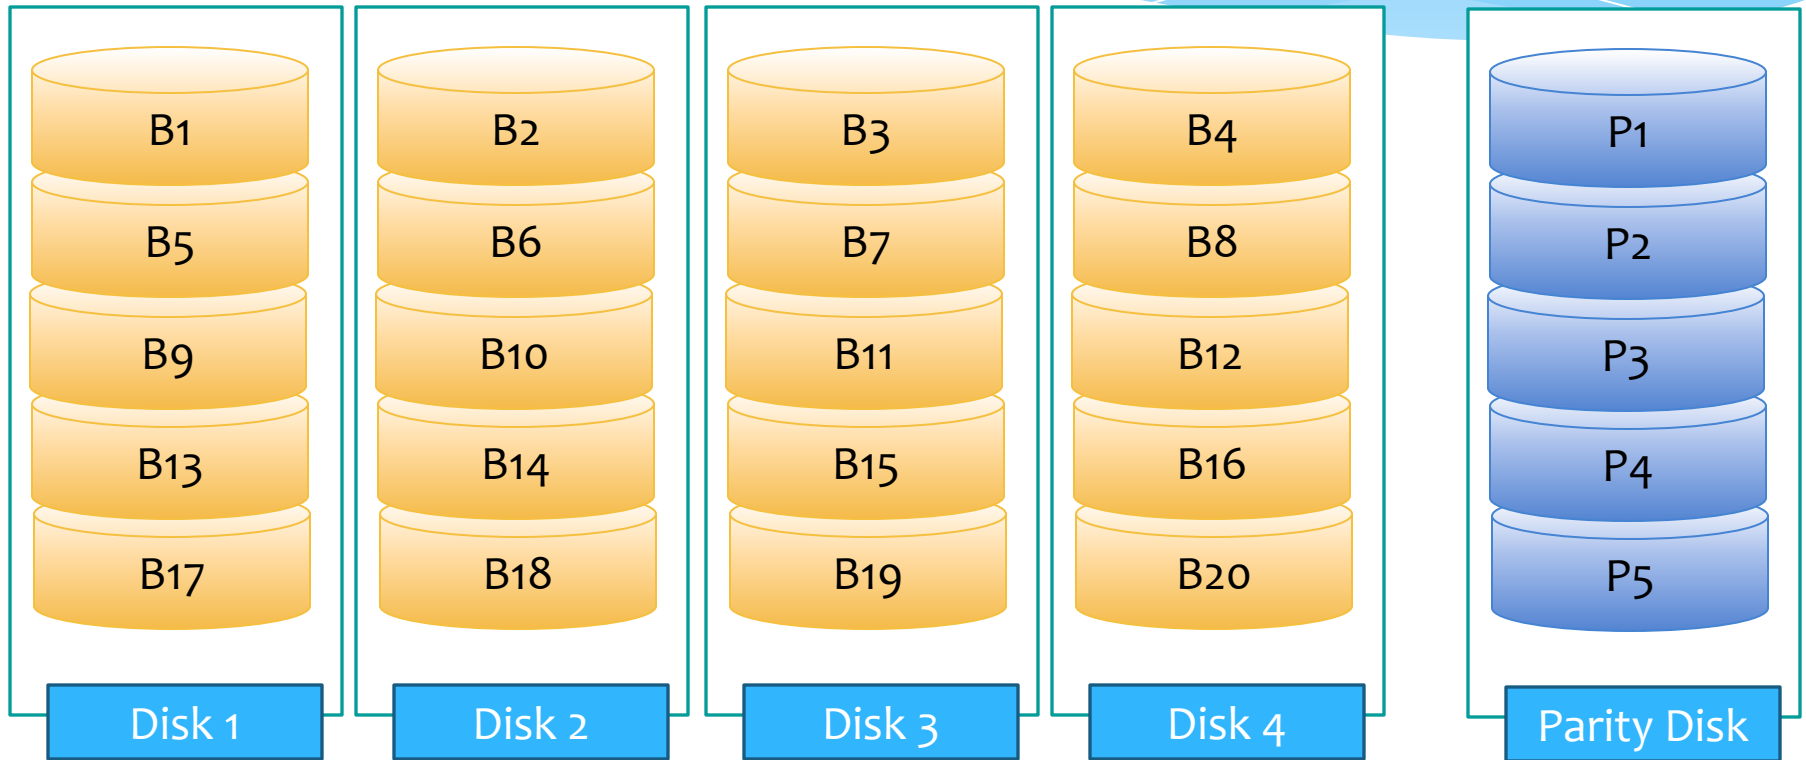 B1 B2 B3 B4 P1
B5 B6 B7 B8 P2
B9 B10 B11 B12 P3
B13 B14 B15 B16 P4
B17 B18 B19 B20 P5
Disk 1 Disk 2 Disk 3 Disk 4 Parity Disk